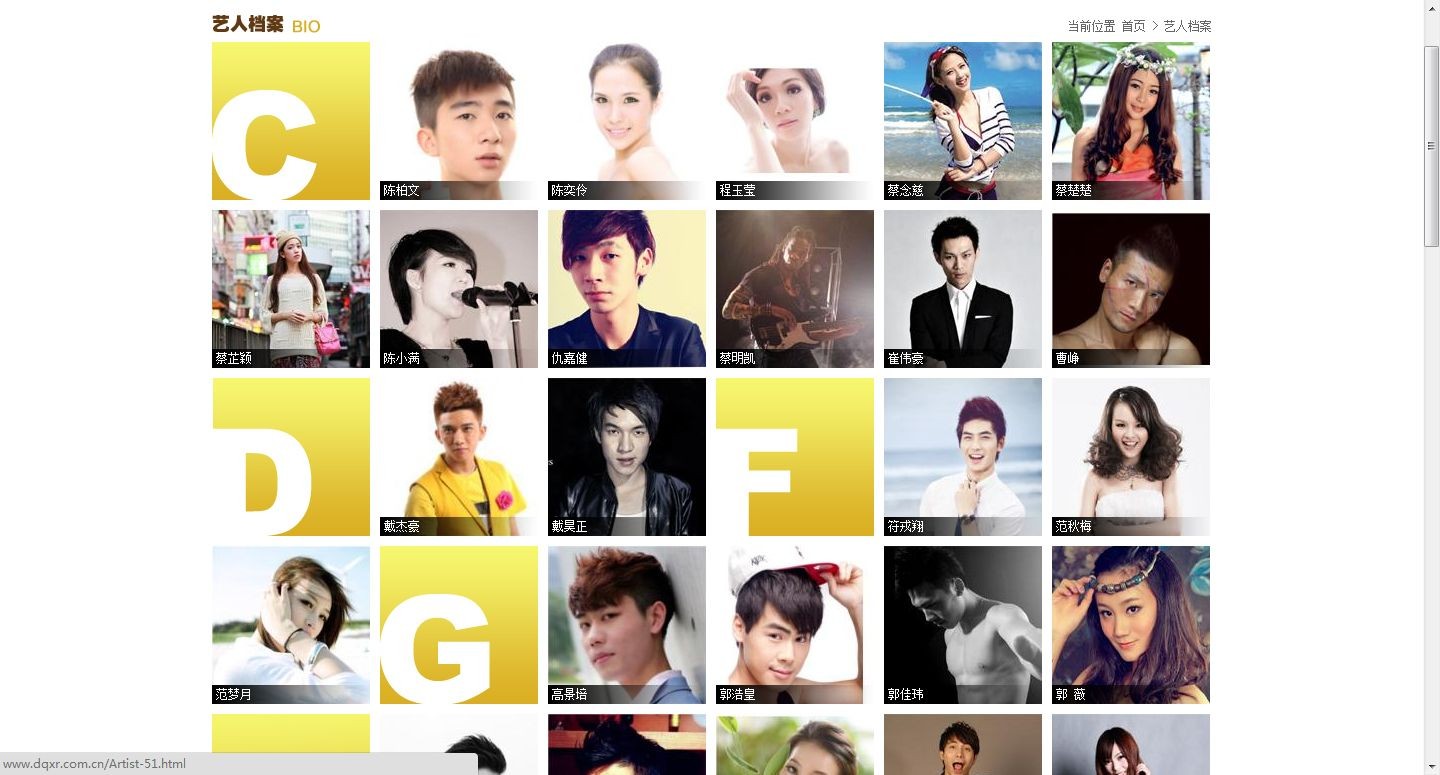 艺人档案 BIO
当前位置 首页 > 艺人档案
C
陈柏文
陈奕伶
程玉莹
蔡念慈
蔡楚楚
蔡芷颖
陈小满
仇嘉健
蔡明凯
崔伟豪
曹峥
D
戴杰豪
戴昊正
F
符戎翔
范秋梅
范梦月
G
高景培
郭浩皇
郭佳玮
郭 薇
www.dqxr.com.cn/Artist-51.html